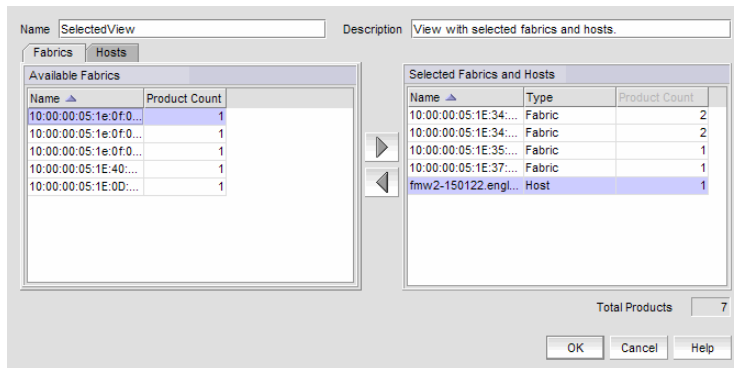 Name SelectedView Description View with selected fabrics and hosts.
Fabrics Hosts
Available Fabrics Selected Fabrics and Hosts
Name Product Count Name Type Product Count
10:00:00:05:1e:0f:0... 1 10:00:00:05:1E:34:... Fabric 2
10:00:00:05:1e:0f:0... 1 10:00:00:05:1E:34:... Fabric 2
10:00:00:05:1e:0f:0... 1 10:00:00:05:1E:35:... Fabric 1
10:00:00:05:1E:40:... 1 10:00:00:05:1E:37:... Fabric 1
10:00:00:05:1E:0D:... 1 fmw2-150122.engl... Host 1
Total Products 7
OK Cancel Help